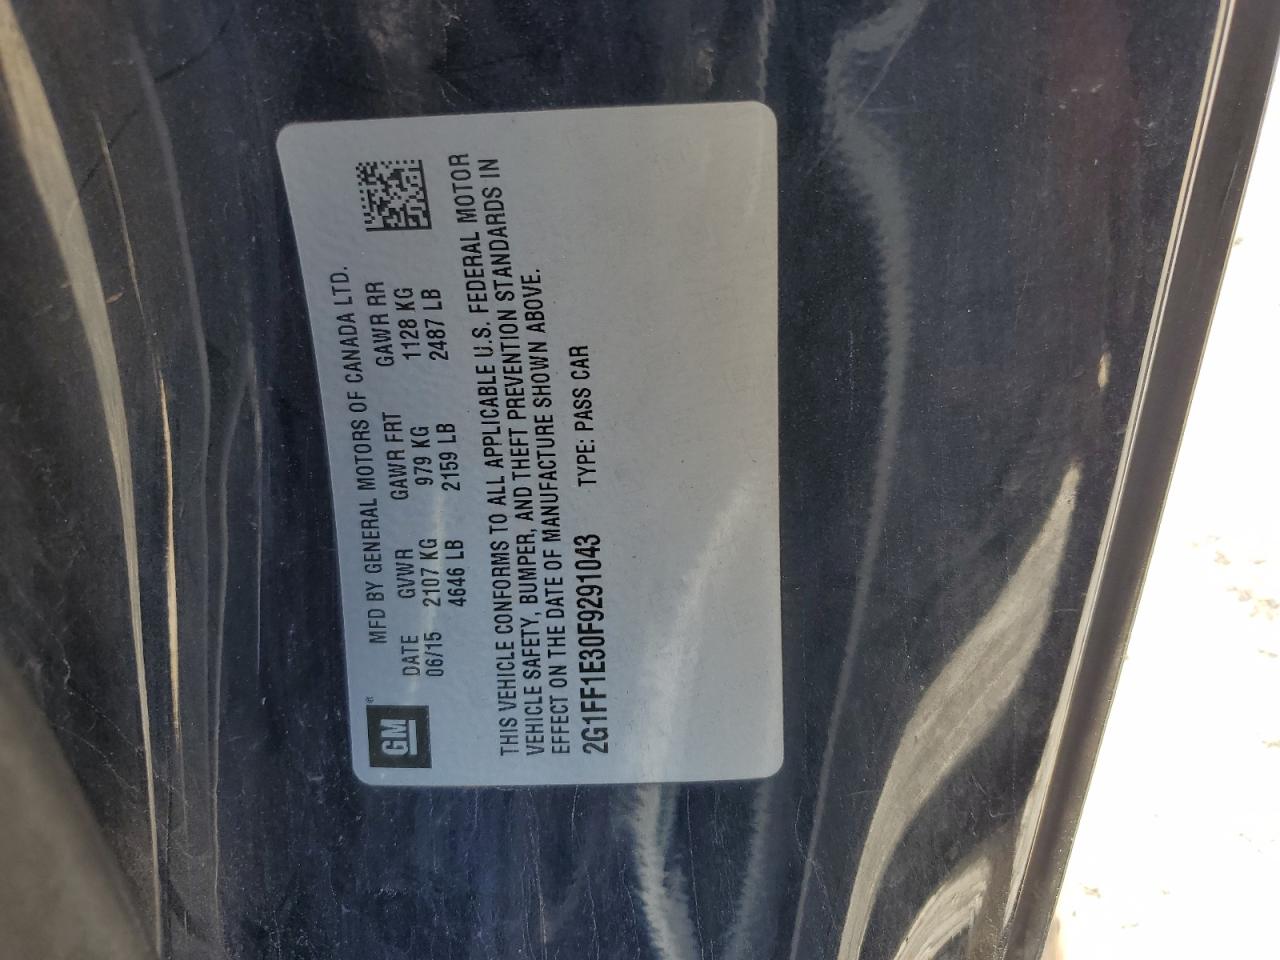 GM ®
MFD BY GENERAL MOTORS OF CANADA LTD.
DATE GVWR GAWR FRT GAWR RR
06/15 2107 KG 979 KG 1128 KG
4646 LB 2159 LB 2487 LB
THIS VEHICLE CONFORMS TO ALL APPLICABLE U.S. FEDERAL MOTOR
VEHICLE SAFETY, BUMPER, AND THEFT PREVENTION STANDARDS IN
EFFECT ON THE DATE OF MANUFACTURE SHOWN ABOVE.
2G1FF1E30F9291043 TYPE: PASS CAR